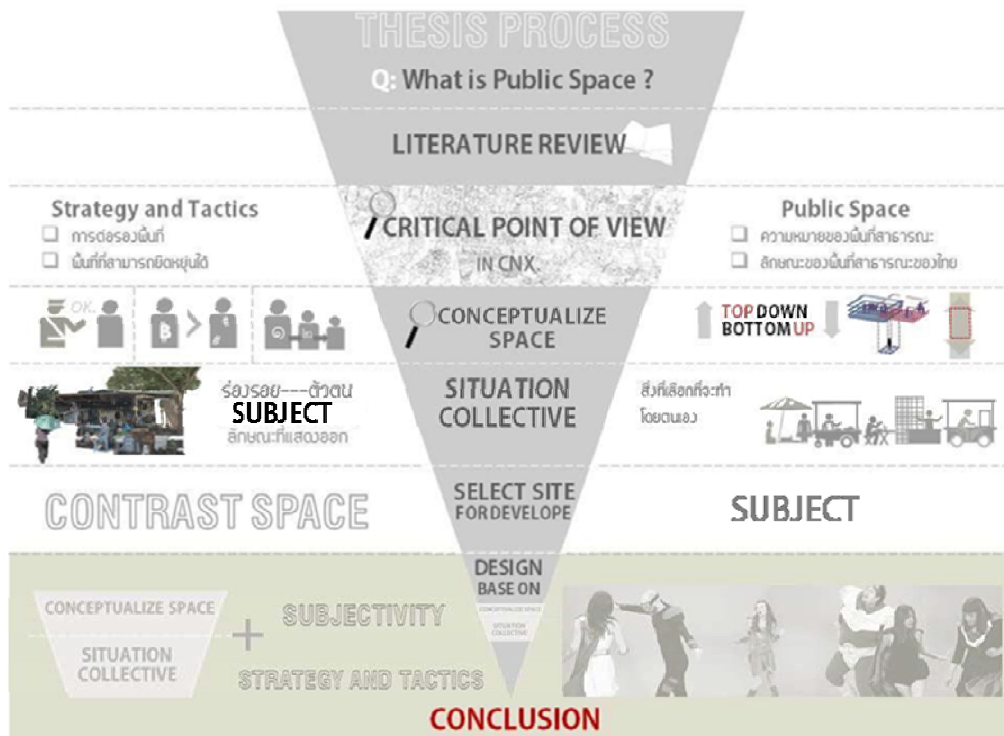 THESIS PROCESS
Q: What is Public Space ?
LITERATURE REVIEW
Strategy and Tactics
การต่อรองพื้นที่
พื้นที่ที่สามารถยืดหยุ่นได้
CRITICAL POINT OF VIEW
IN CNX.
Public Space
ความหมายของพื้นที่สาธารณะ
ลักษณะของพื้นที่สาธารณะของไทย
OK.
฿ >
CONCEPTUALIZE
SPACE
TOP DOWN
BOTTOM UP
ร่องรอย---ตัวตน
SUBJECT
ลักษณะที่แสดงออก
SITUATION
COLLECTIVE
สิ่งที่เลือกที่จะทำ
โดยตนเอง
CONTRAST SPACE
SELECT SITE
FOR DEVELOPE
SUBJECT
DESIGN
BASE ON
CONCEPTUALIZE SPACE
SITUATION
COLLECTIVE
CONCEPTUALIZE SPACE
SITUATION
COLLECTIVE
+
SUBJECTIVITY
STRATEGY AND TACTICS
CONCLUSION